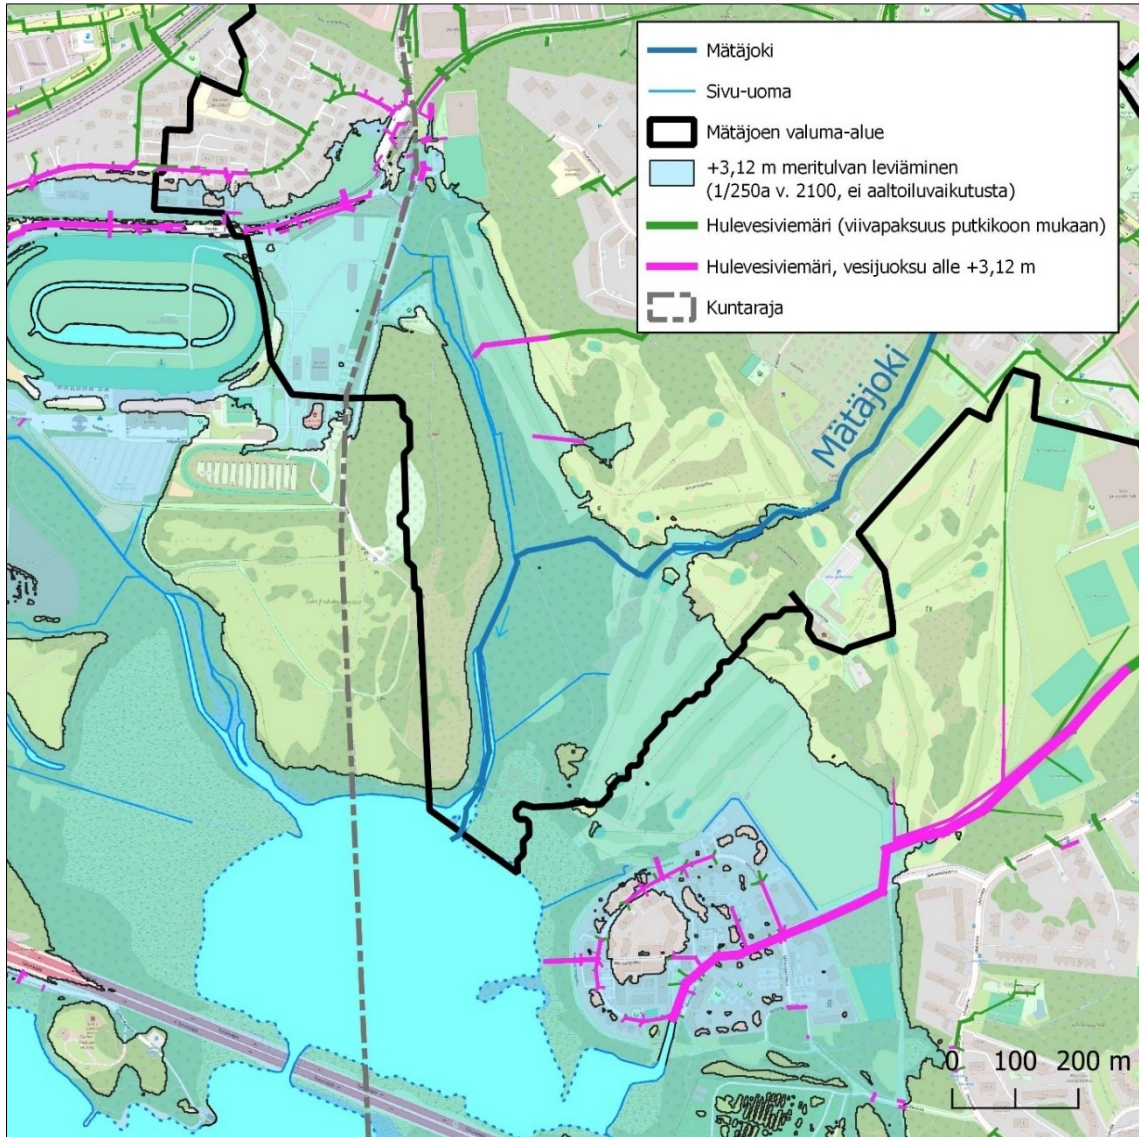 Mätäjoki
Sivu-uoma
Mätäjoen valuma-alue
+3,12 m meritulvan leviäminen
(1/250a v. 2100, ei aaltoiluvaikutusta)
Hulevesiviemäri (viivapaksuus putkikoon mukaan)
Hulevesiviemäri, vesijuoksu alle +3,12 m
Kuntaraja
Mätäjoki
0 100 200 m